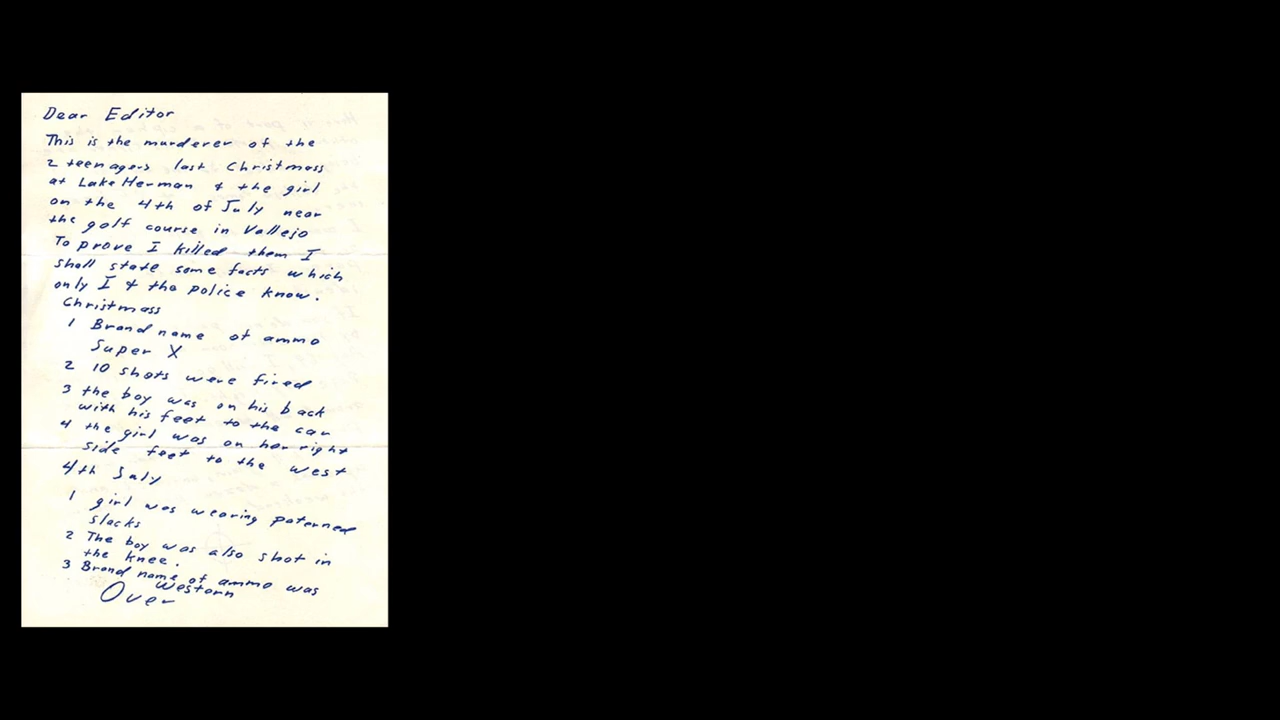 Dear Editor
This is the murderer of the
2 teenagers last Christmass
at Lake Herman & the girl
on the 4th of July near
the golf course in Vallejo
To prove I killed them I
shall state some facts which
only I & the police know.
Christmass
1 Brand name of ammo
Super X
2 10 shots were fired
3 the boy was on his back
with his feet to the car
4 the girl was on her right
side feet to the west
4th July
1 girl was wearing paterned
slacks
2 The boy was also shot in
the knee.
3 Brand name of ammo was
Western
Over